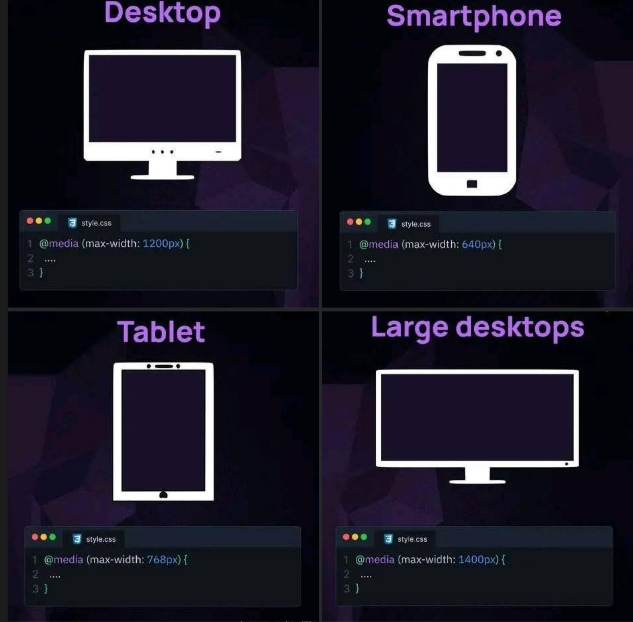 Desktop
style.css
1 @media (max-width: 1200px) {
2 ....
3 }
Smartphone
style.css
1 @media (max-width: 640px) {
2 ....
3 }
Tablet
style.css
1 @media (max-width: 768px) {
2 ....
3 }
Large desktops
style.css
1 @media (max-width: 1400px) {
2 ....
3 }